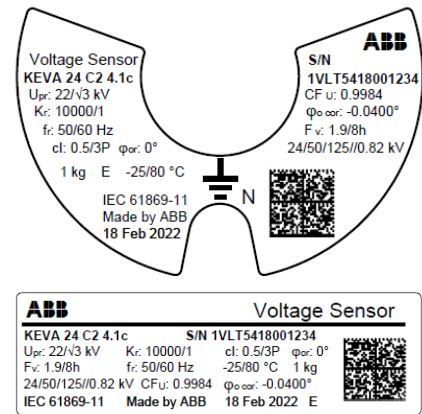 Voltage Sensor
KEVA 24 C2 4.1c
Upr: 22/√3 kV
Kr: 10000/1
fr: 50/60 Hz
cl: 0.5/3P φor: 0°
1 kg E -25/80 °C
IEC 61869-11
Made by ABB
18 Feb 2022
N
ABB
S/N
1VLT5418001234
CF U: 0.9984
φo cor: -0.0400°
F v: 1.9/8h
24/50/125//0.82 kV
ABB Voltage Sensor
KEVA 24 C2 4.1c S/N 1VLT5418001234
Upr: 22/√3 kV Kr: 10000/1 cl: 0.5/3P φor: 0°
Fv: 1.9/8h fr: 50/60 Hz -25/80 °C 1 kg
24/50/125//0.82 kV CFU: 0.9984 φo cor: -0.0400°
IEC 61869-11 Made by ABB 18 Feb 2022 E